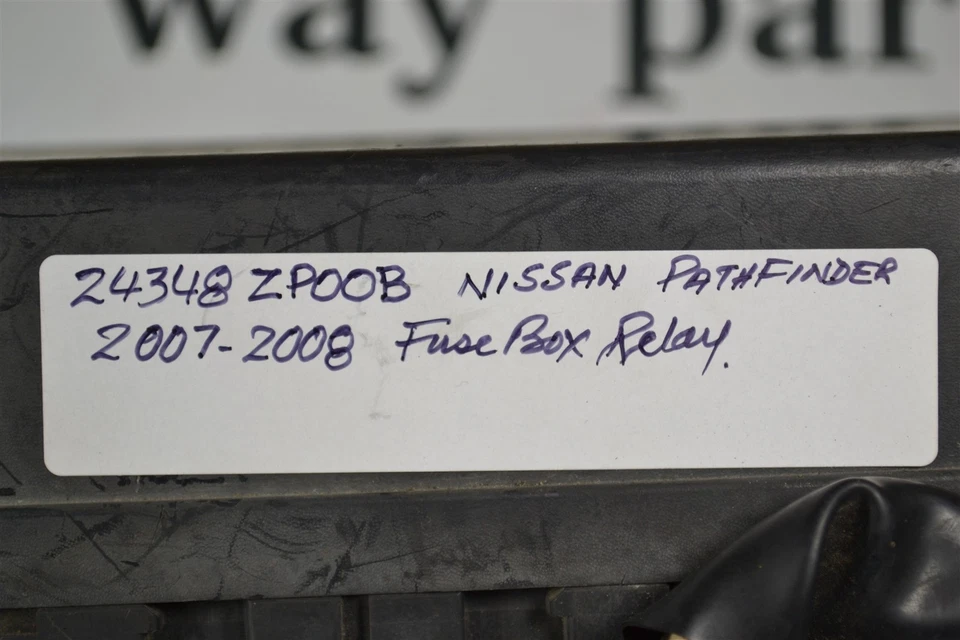 way par
24348 ZP00B NISSAN PATHFINDER
2007-2008 Fuse Box Relay.